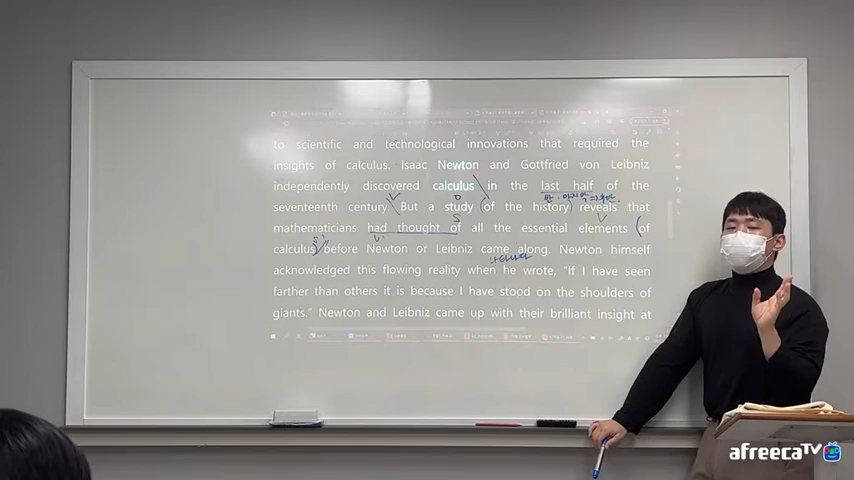 to scientific and technological innovations that required the
insights of calculus. Isaac Newton and Gottfried von Leibniz
independently discovered calculus in the last half of the
seventeenth century. But a study of the history reveals that
mathematicians had thought of all the essential elements of
calculus before Newton or Leibniz came along. Newton himself
acknowledged this flowing reality when he wrote, “If I have seen
farther than others it is because I have stood on the shoulders of
giants.” Newton and Leibniz came up with their brilliant insight at
afreecaTV